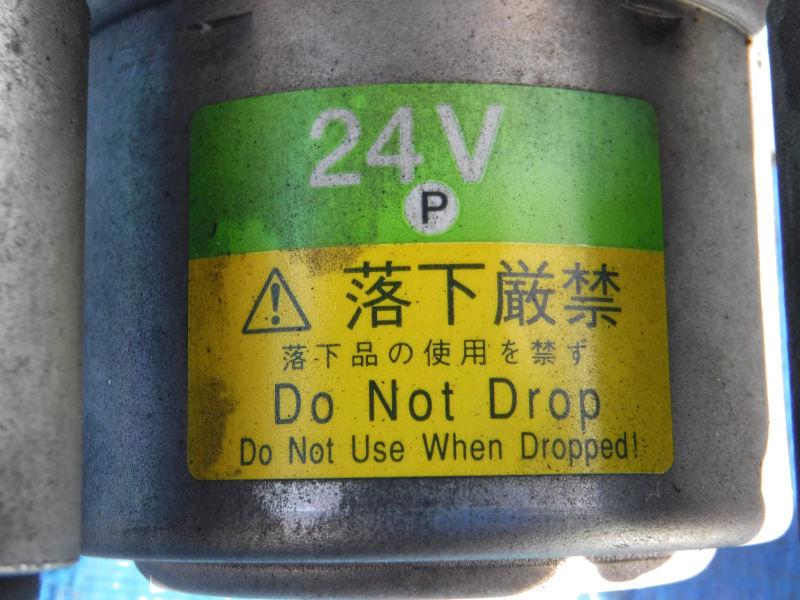 24V
P
落下厳禁
落下品の使用を禁ず
Do Not Drop
Do Not Use When Dropped!